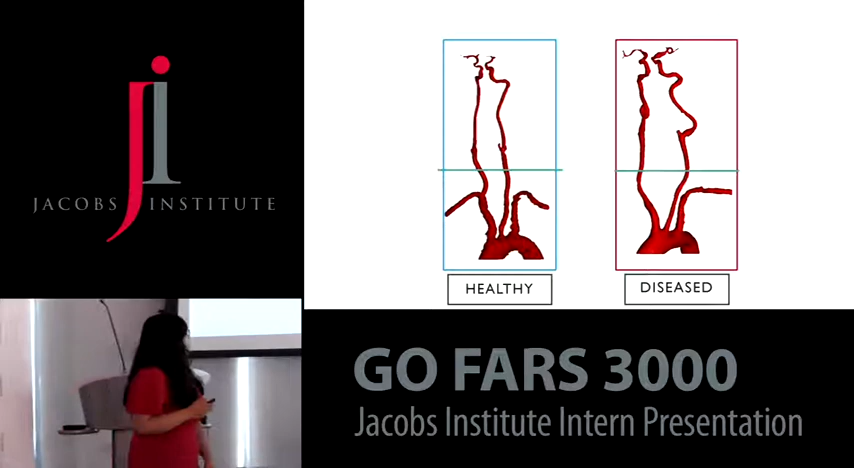 JACOBS INSTITUTE
HEALTHY
DISEASED
GO FARS 3000
Jacobs Institute Intern Presentation